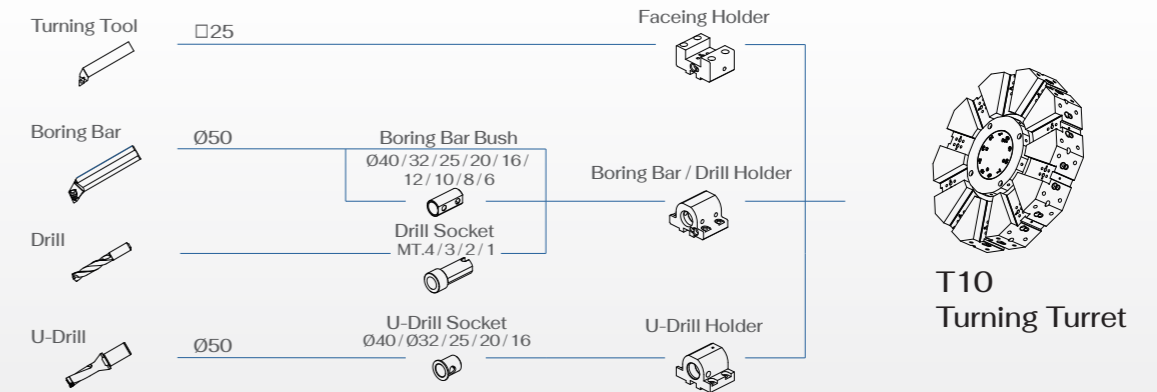 Turning Tool
□25
Faceing Holder
Boring Bar
Ø50
Boring Bar Bush
Ø40/32/25/20/16/
12/10/8/6
Boring Bar / Drill Holder
Drill
Drill Socket
MT.4/3/2/1
U-Drill
Ø50
U-Drill Socket
Ø40/Ø32/25/20/16
U-Drill Holder
T10
Turning Turret